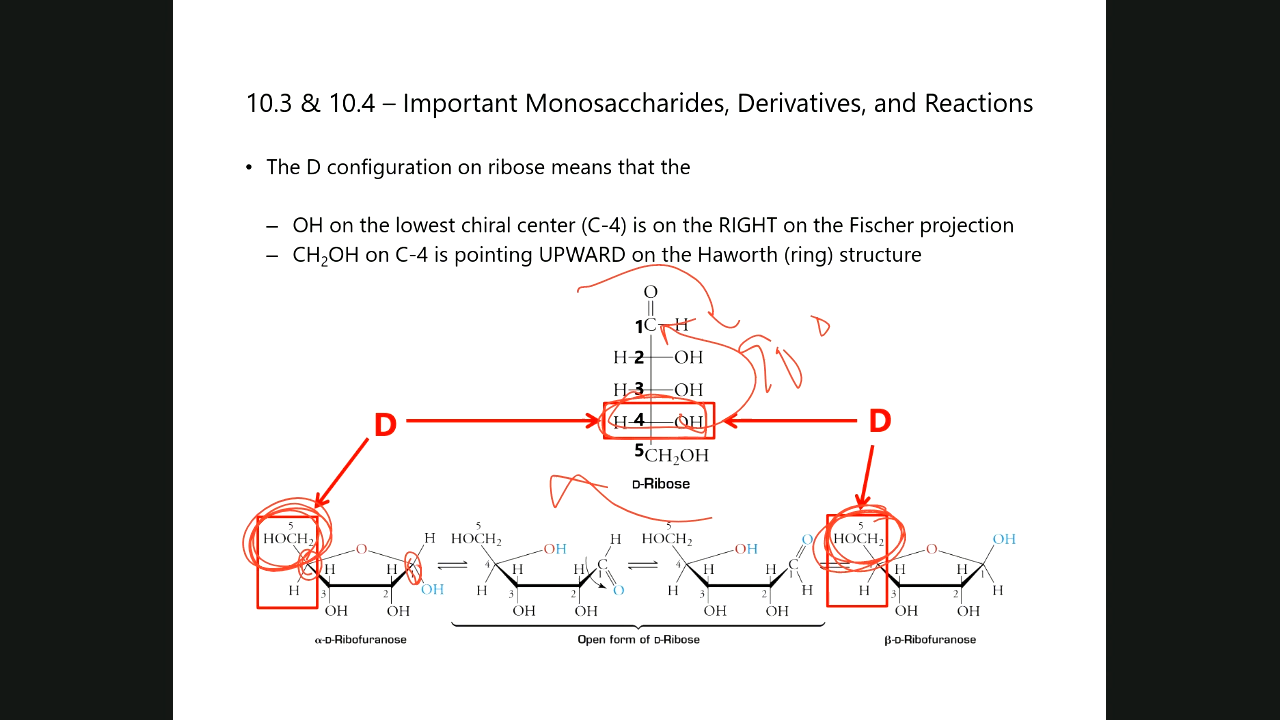 10.3 & 10.4 – Important Monosaccharides, Derivatives, and Reactions
• The D configuration on ribose means that the
– OH on the lowest chiral center (C-4) is on the RIGHT on the Fischer projection
– CH₂OH on C-4 is pointing UPWARD on the Haworth (ring) structure
O
1C H
D
H 2 OH
D
H 3 OH
D H 4 OH D
5 CH₂OH
D-Ribose
5 H 5 5 O 5
HOCH₂ O H HOCH₂ OH H HOCH₂ OH HOCH₂ O OH
4 H H 1 4 H H C 4 H H C 4 H H 1
H 3 2 OH H 3 2 1 O H 3 2 1 H H 3 2 H
OH OH OH OH OH OH OH OH
α-D-Ribofuranose Open form of D-Ribose β-D-Ribofuranose